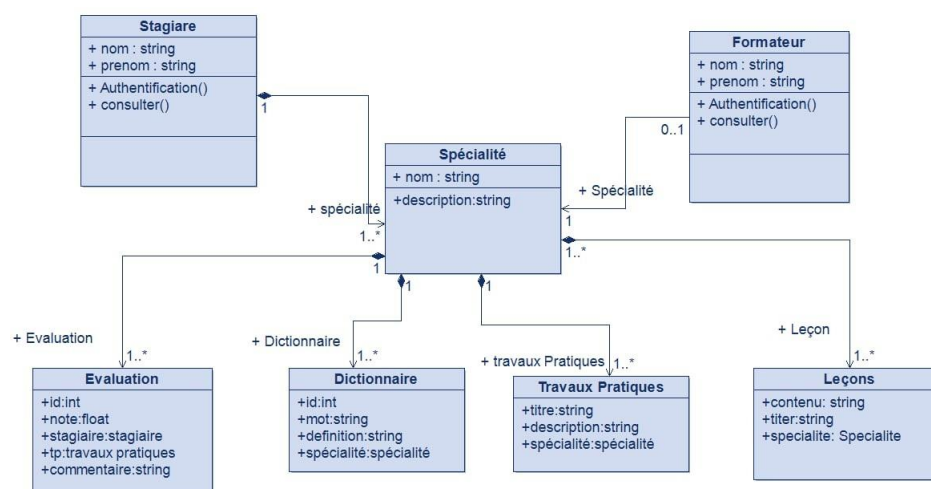 Stagiare
+ nom : string
+ prenom : string
+ Authentification()
+ consulter()
1
Formateur
+ nom : string
+ prenom : string
+ Authentification()
+ consulter()
0..1
Spécialité
+ nom : string
+description:string
+ spécialité
1..*
+ Spécialité
1
1
1
1
1..*
+ Evaluation
1..*
+ Dictionnaire
1..*
+ travaux Pratiques
1..*
+ Leçon
1..*
Evaluation
+id:int
+note:float
+stagiaire:stagiaire
+tp:travaux pratiques
+commentaire:string
Dictionnaire
+id:int
+mot:string
+definition:string
+spécialité:spécialité
Travaux Pratiques
+titre:string
+description:string
+spécialité:spécialité
Leçons
+contenu: string
+titer:string
+specialite: Specialite